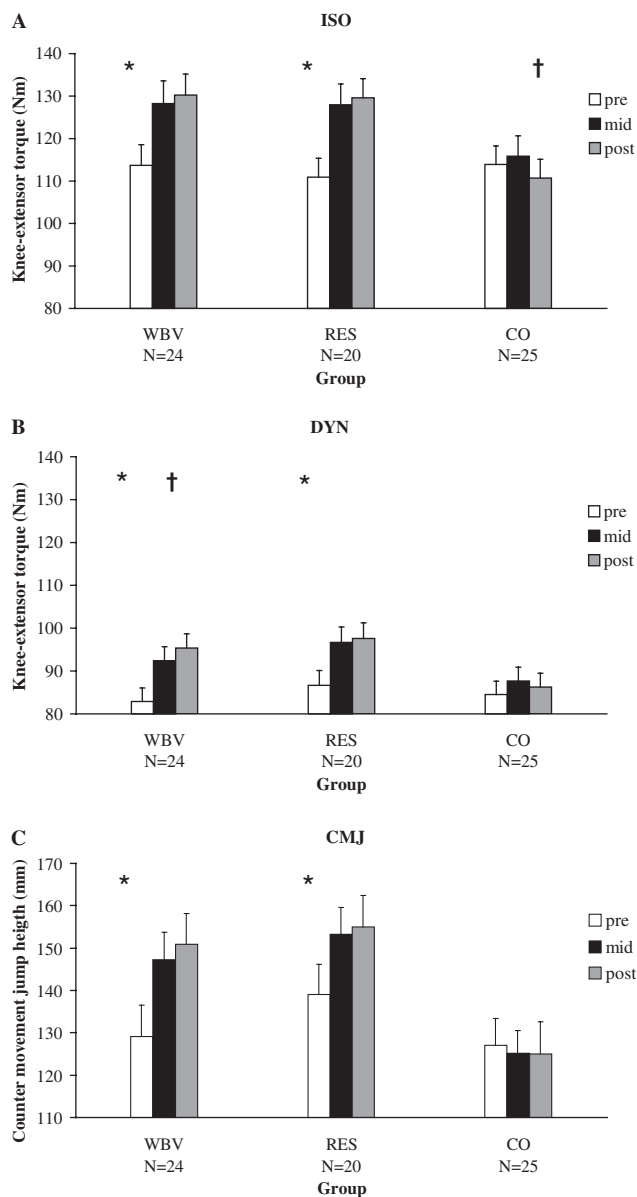 A
ISO
Knee-extensor torque (Nm)
140
130
120
110
100
90
80
*
*
†
pre
mid
post
WBV RES CO
N=24 N=20 N=25
Group
B
DYN
Knee-extensor torque (Nm)
140
130
120
110
100
90
80
*
†
*
pre
mid
post
WBV RES CO
N=24 N=20 N=25
Group
C
CMJ
Counter movement jump heigth (mm)
170
160
150
140
130
120
110
*
*
pre
mid
post
WBV RES CO
N=24 N=20 N=25
Group